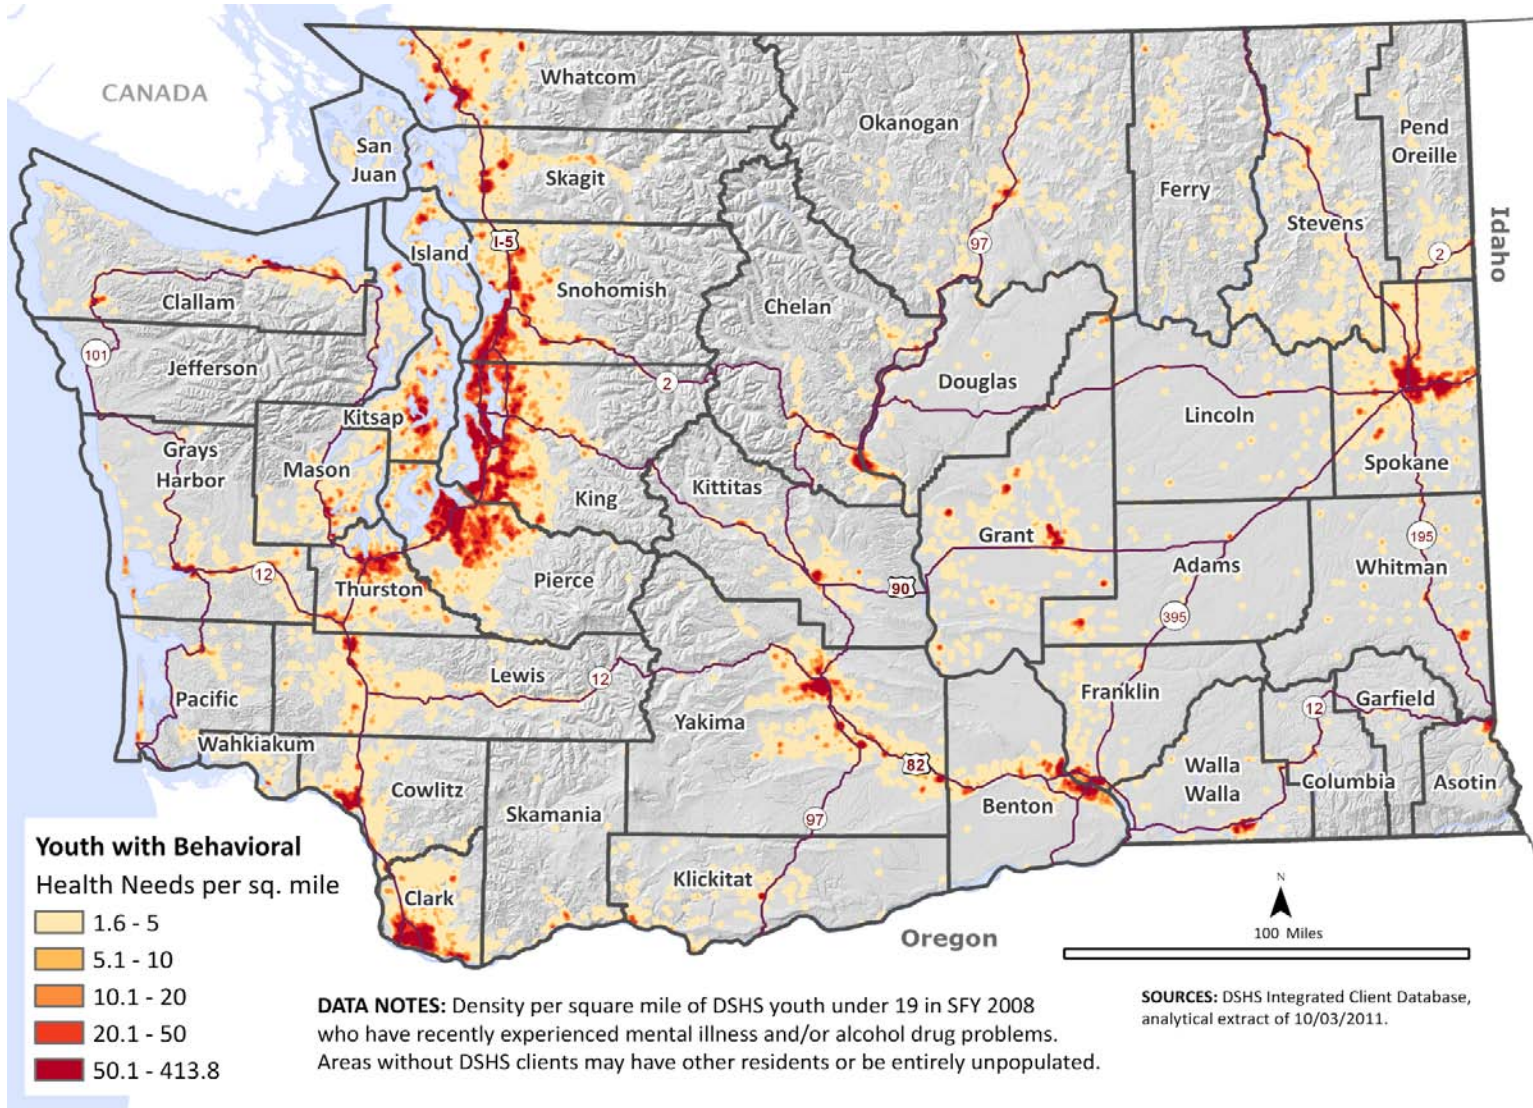 CANADA
Whatcom
Okanogan
Pend
Oreille
San
Juan
Skagit
Ferry
Stevens
Idaho
I-5
Island
97
2
Snohomish
Clallam
Chelan
101
Jefferson
2
Douglas
Kitsap
Lincoln
Grays
Harbor
Mason
King
Kittitas
Spokane
Grant
195
12
Thurston
Pierce
90
Adams
Whitman
395
Lewis
12
Pacific
Franklin
Garfield
12
Yakima
Wahkiakum
82
Walla
Walla
Columbia
Asotin
Cowlitz
Skamania
97
Benton
Klickitat
Clark
Oregon
Youth with Behavioral
Health Needs per sq. mile
1.6 - 5
5.1 - 10
10.1 - 20
20.1 - 50
50.1 - 413.8
N
100 Miles
DATA NOTES: Density per square mile of DSHS youth under 19 in SFY 2008
who have recently experienced mental illness and/or alcohol drug problems.
Areas without DSHS clients may have other residents or be entirely unpopulated.
SOURCES: DSHS Integrated Client Database,
analytical extract of 10/03/2011.